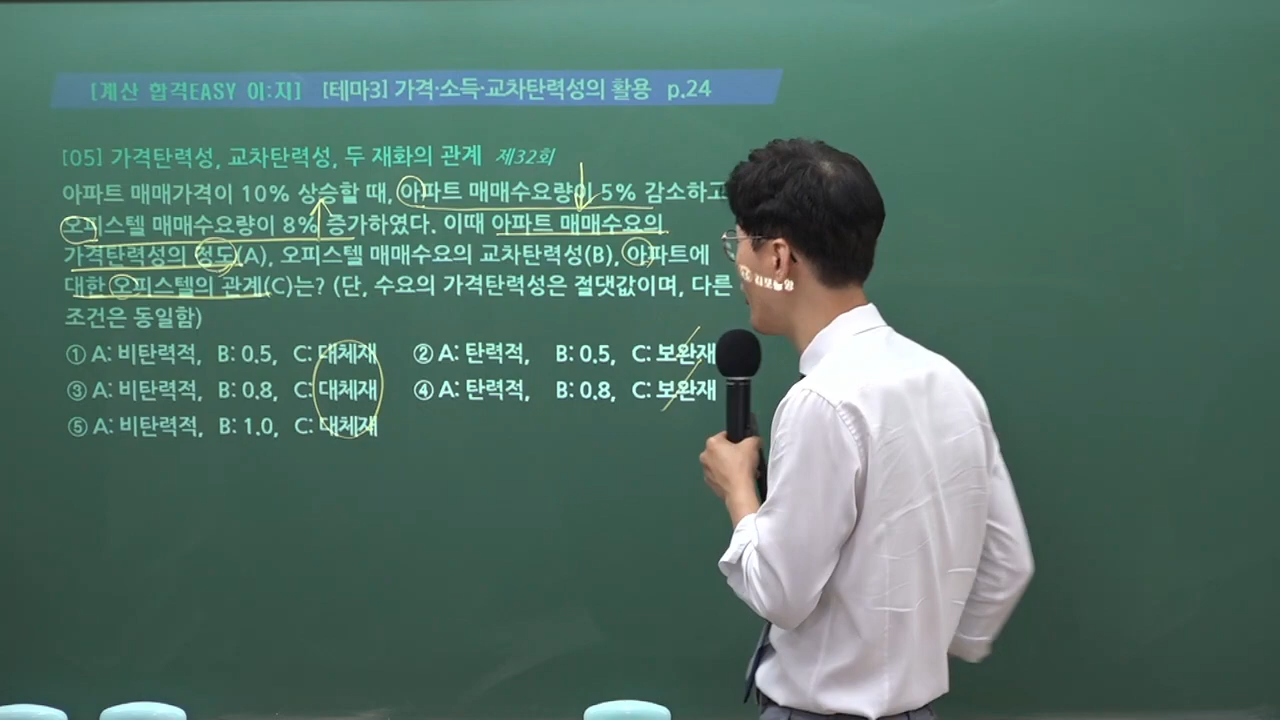 [계산 합격EASY 이:지] [테마3] 가격·소득·교차탄력성의 활용 p.24
[05] 가격탄력성, 교차탄력성, 두 재화의 관계 제32회
아파트 매매가격이 10% 상승할 때, 아파트 매매수요량이 5% 감소하고
오피스텔 매매수요량이 8% 증가하였다. 이때 아파트 매매수요의
가격탄력성의 정도(A), 오피스텔 매매수요의 교차탄력성(B), 아파트에
대한 오피스텔의 관계(C)는? (단, 수요의 가격탄력성은 절댓값이며, 다른
조건은 동일함)
① A: 비탄력적, B: 0.5, C: 대체재 ② A: 탄력적, B: 0.5, C: 보완재
③ A: 비탄력적, B: 0.8, C: 대체재 ④ A: 탄력적, B: 0.8, C: 보완재
⑤ A: 비탄력적, B: 1.0, C: 대체재